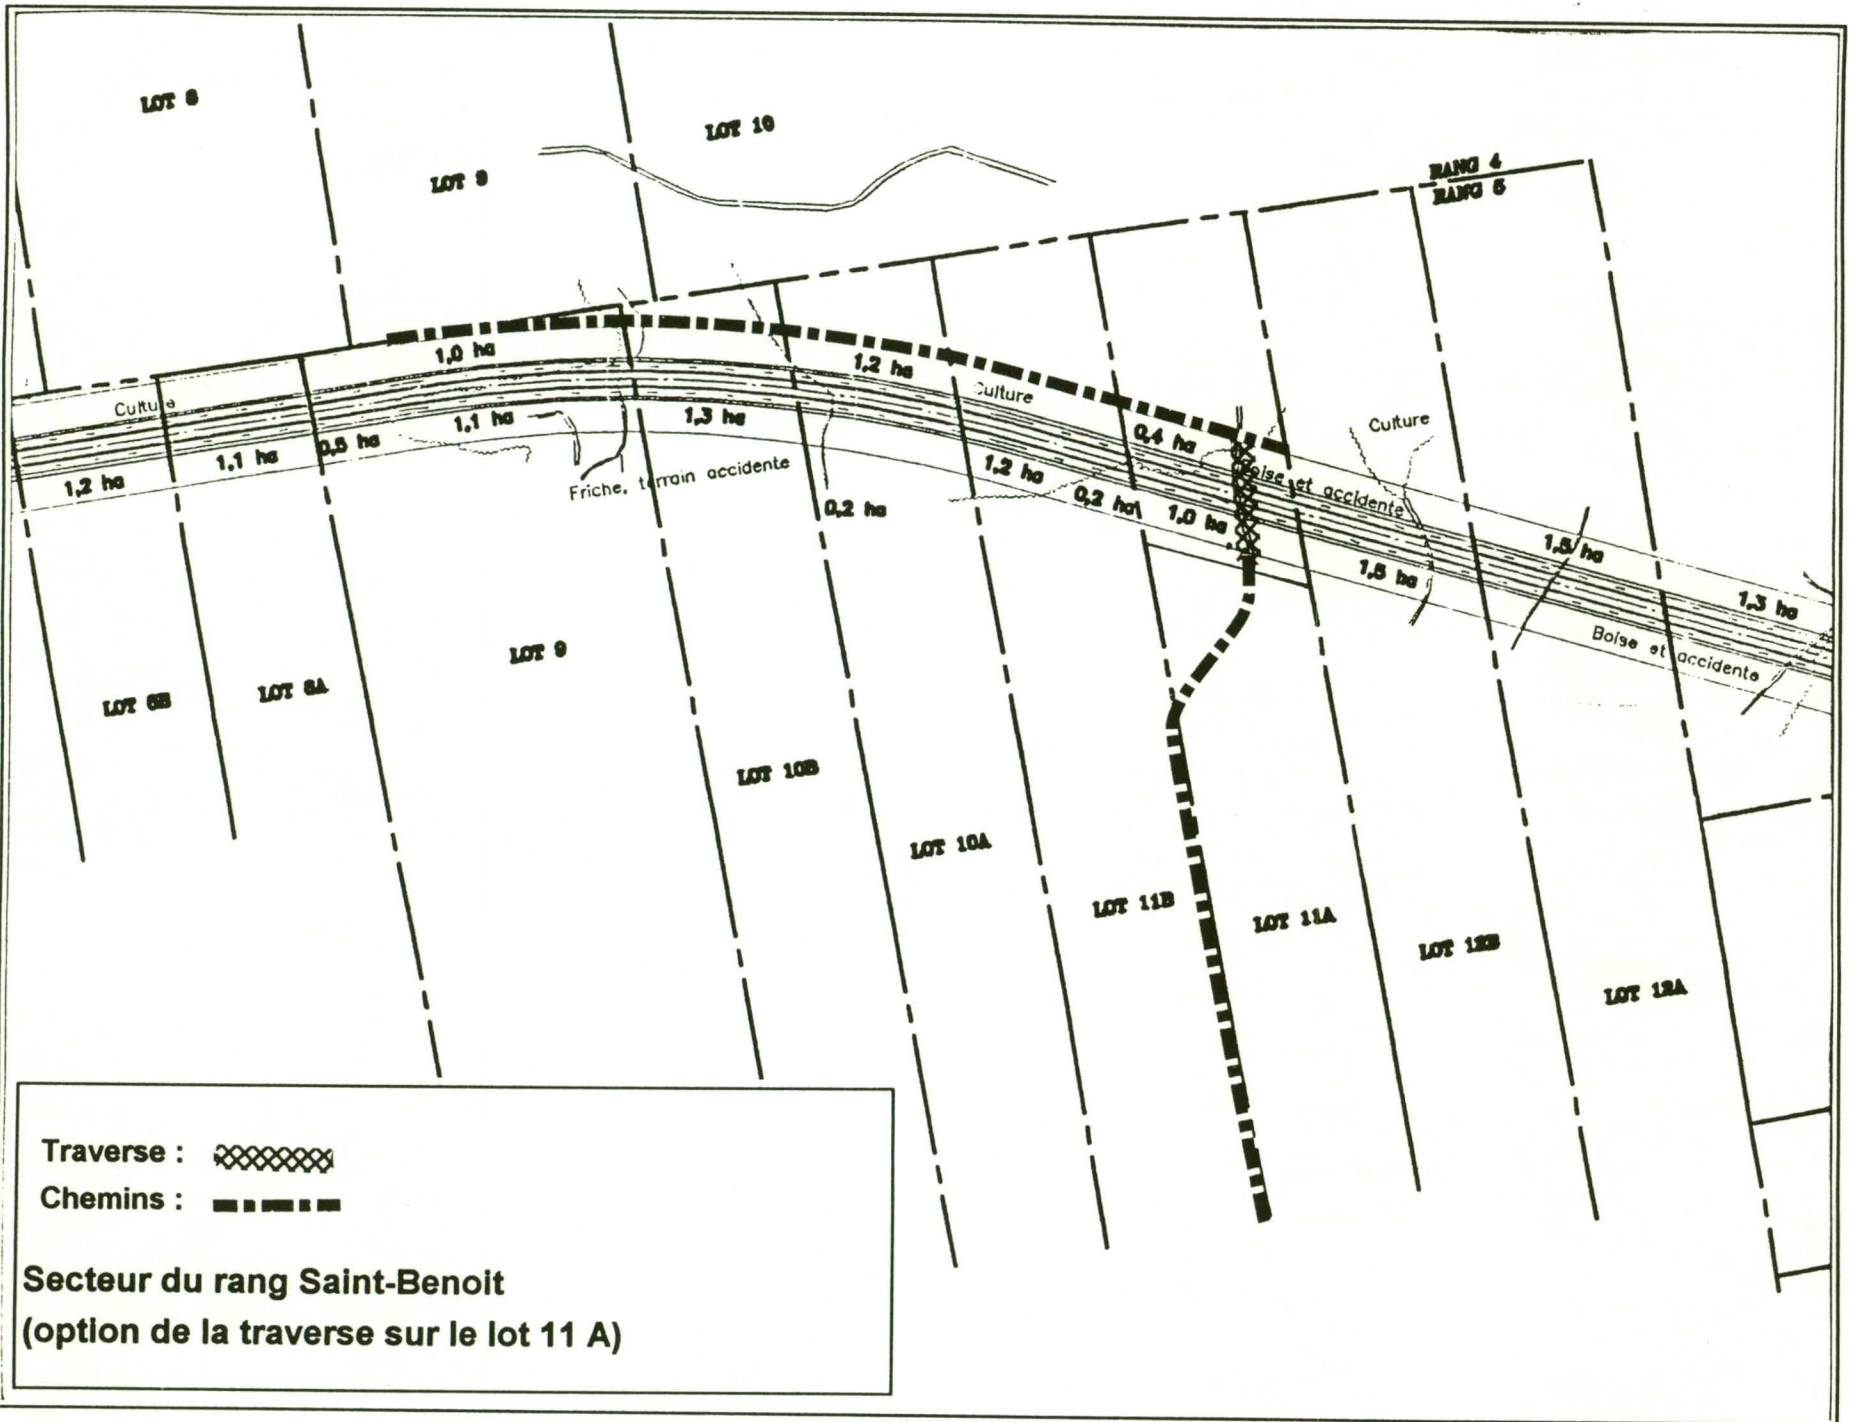 LOT 8
LOT 10
LOT 9
RANG 4
RANG 5
1,0 ha
1,2 ha
Culture
Culture
1,1 ha
1,3 ha
Culture
0,4 ha
0,5 ha
1,1 ha
1,2 ha
Friche, terrain accidente
1,2 ha
0,2 ha
0,2 ha
1,0 ha
Boise et accidente
1,5 ha
1,5 ha
1,3 ha
Boise et accidente
LOT 9
LOT 8A
LOT 10B
LOT 10A
LOT 11B
LOT 11A
LOT 12B
LOT 12A
Traverse :
Chemins :
Secteur du rang Saint-Benoit
(option de la traverse sur le lot 11 A)